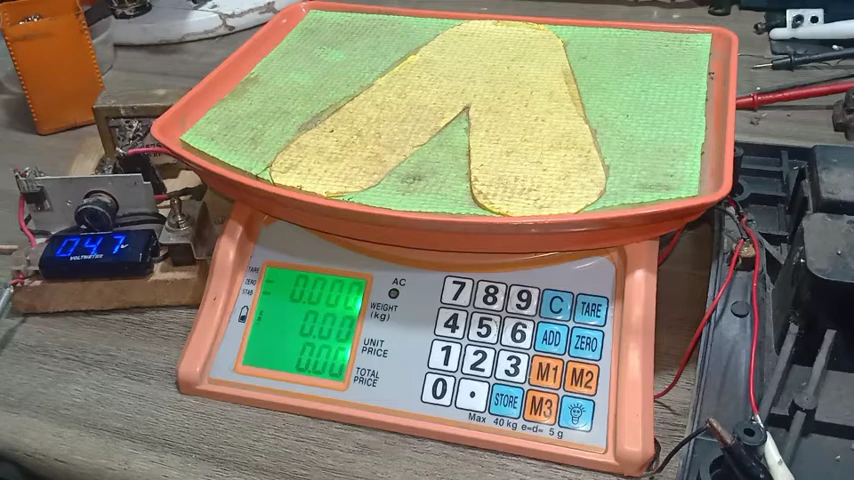 04.7 V
VOLTMETER
TARE
ZERO
STAB
0.000
0.00
0.00
AC
WEIGHT
(kg)
UNIT
PRICE
TOTAL
PRICE
7 8 9 C TARE
4 5 6 ADD ZERO
1 2 3 M1 M2
0 . STORE M3
Max 40 kg e=d= 5 g